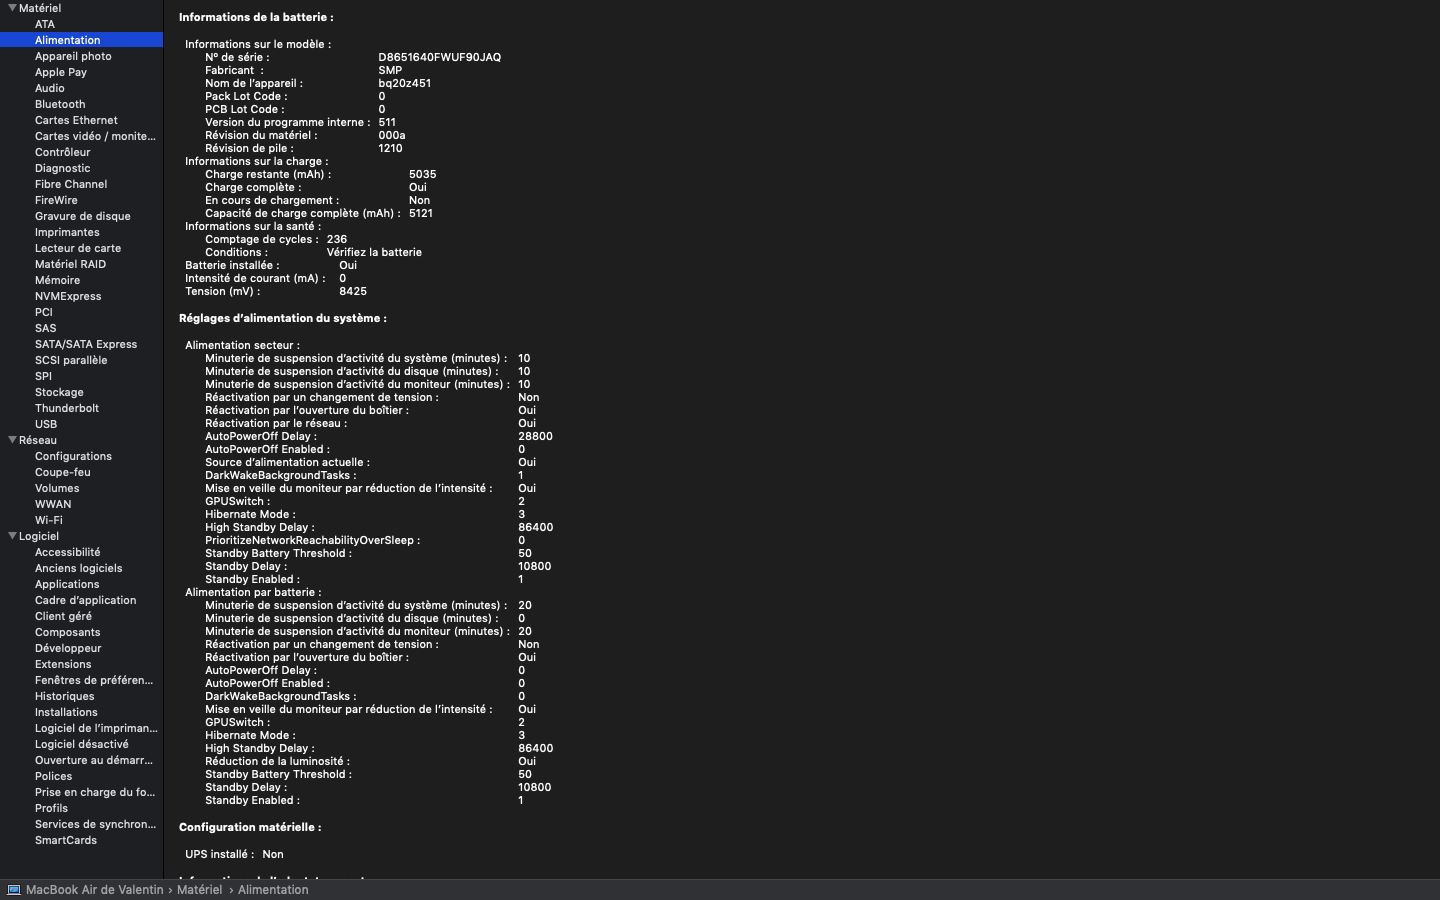 Matériel
ATA
Alimentation
Appareil photo
Apple Pay
Audio
Bluetooth
Cartes Ethernet
Cartes vidéo / monite...
Contrôleur
Diagnostic
Fibre Channel
FireWire
Gravure de disque
Imprimantes
Lecteur de carte
Matériel RAID
Mémoire
NVMExpress
PCI
SAS
SATA/SATA Express
SCSI parallèle
SPI
Stockage
Thunderbolt
USB
Réseau
Configurations
Coupe-feu
Volumes
WWAN
Wi-Fi
Logiciel
Accessibilité
Anciens logiciels
Applications
Cadre d'application
Client géré
Composants
Développeur
Extensions
Fenêtres de préféren...
Historiques
Installations
Logiciel de l'impriman...
Logiciel désactivé
Ouverture au démarr...
Polices
Prise en charge du fo...
Profils
Services de synchron...
SmartCards
Informations de la batterie :
Informations sur le modèle :
N° de série : D8651640FWUF90JAQ
Fabricant : SMP
Nom de l'appareil : bq20z451
Pack Lot Code : 0
PCB Lot Code : 0
Version du programme interne : 511
Révision du matériel : 000a
Révision de pile : 1210
Informations sur la charge :
Charge restante (mAh) : 5035
Charge complète : Oui
En cours de chargement : Non
Capacité de charge complète (mAh) : 5121
Informations sur la santé :
Comptage de cycles : 236
Conditions : Vérifiez la batterie
Batterie installée : Oui
Intensité de courant (mA) : 0
Tension (mV) : 8425
Réglages d'alimentation du système :
Alimentation secteur :
Minuterie de suspension d'activité du système (minutes) : 10
Minuterie de suspension d'activité du disque (minutes) : 10
Minuterie de suspension d'activité du moniteur (minutes) : 10
Réactivation par un changement de tension : Non
Réactivation par l'ouverture du boîtier : Oui
Réactivation par le réseau : Oui
AutoPowerOff Delay : 28800
AutoPowerOff Enabled : 0
Source d'alimentation actuelle : Oui
DarkWakeBackgroundTasks : 1
Mise en veille du moniteur par réduction de l'intensité : Oui
GPUSwitch : 2
Hibernate Mode : 3
High Standby Delay : 86400
PrioritizeNetworkReachabilityOverSleep : 0
Standby Battery Threshold : 50
Standby Delay : 10800
Standby Enabled : 1
Alimentation par batterie :
Minuterie de suspension d'activité du système (minutes) : 20
Minuterie de suspension d'activité du disque (minutes) : 0
Minuterie de suspension d'activité du moniteur (minutes) : 20
Réactivation par un changement de tension : Non
Réactivation par l'ouverture du boîtier : Oui
AutoPowerOff Delay : 0
AutoPowerOff Enabled : 0
DarkWakeBackgroundTasks : 0
Mise en veille du moniteur par réduction de l'intensité : Oui
GPUSwitch : 2
Hibernate Mode : 3
High Standby Delay : 86400
Réduction de la luminosité : Oui
Standby Battery Threshold : 50
Standby Delay : 10800
Standby Enabled : 1
Configuration matérielle :
UPS installé : Non
MacBook Air de Valentin › Matériel › Alimentation